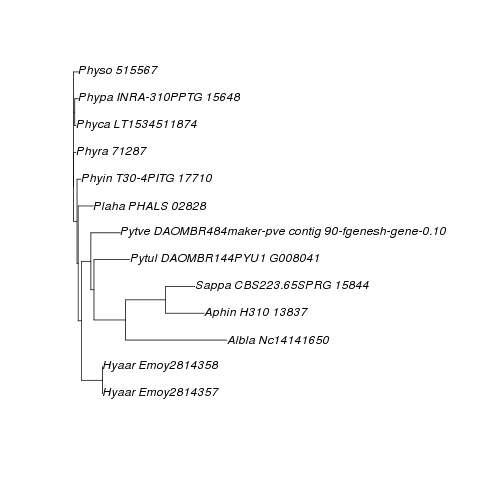 Physo 515567
Phypa INRA-310PPTG 15648
Phyca LT1534511874
Phyra 71287
Phyin T30-4PITG 17710
Plaha PHALS 02828
Pytve DAOMBR484maker-pve contig 90-fgenesh-gene-0.10
Pytul DAOMBR144PYU1 G008041
Sappa CBS223.65SPRG 15844
Aphin H310 13837
Albla Nc14141650
Hyaar Emoy2814358
Hyaar Emoy2814357